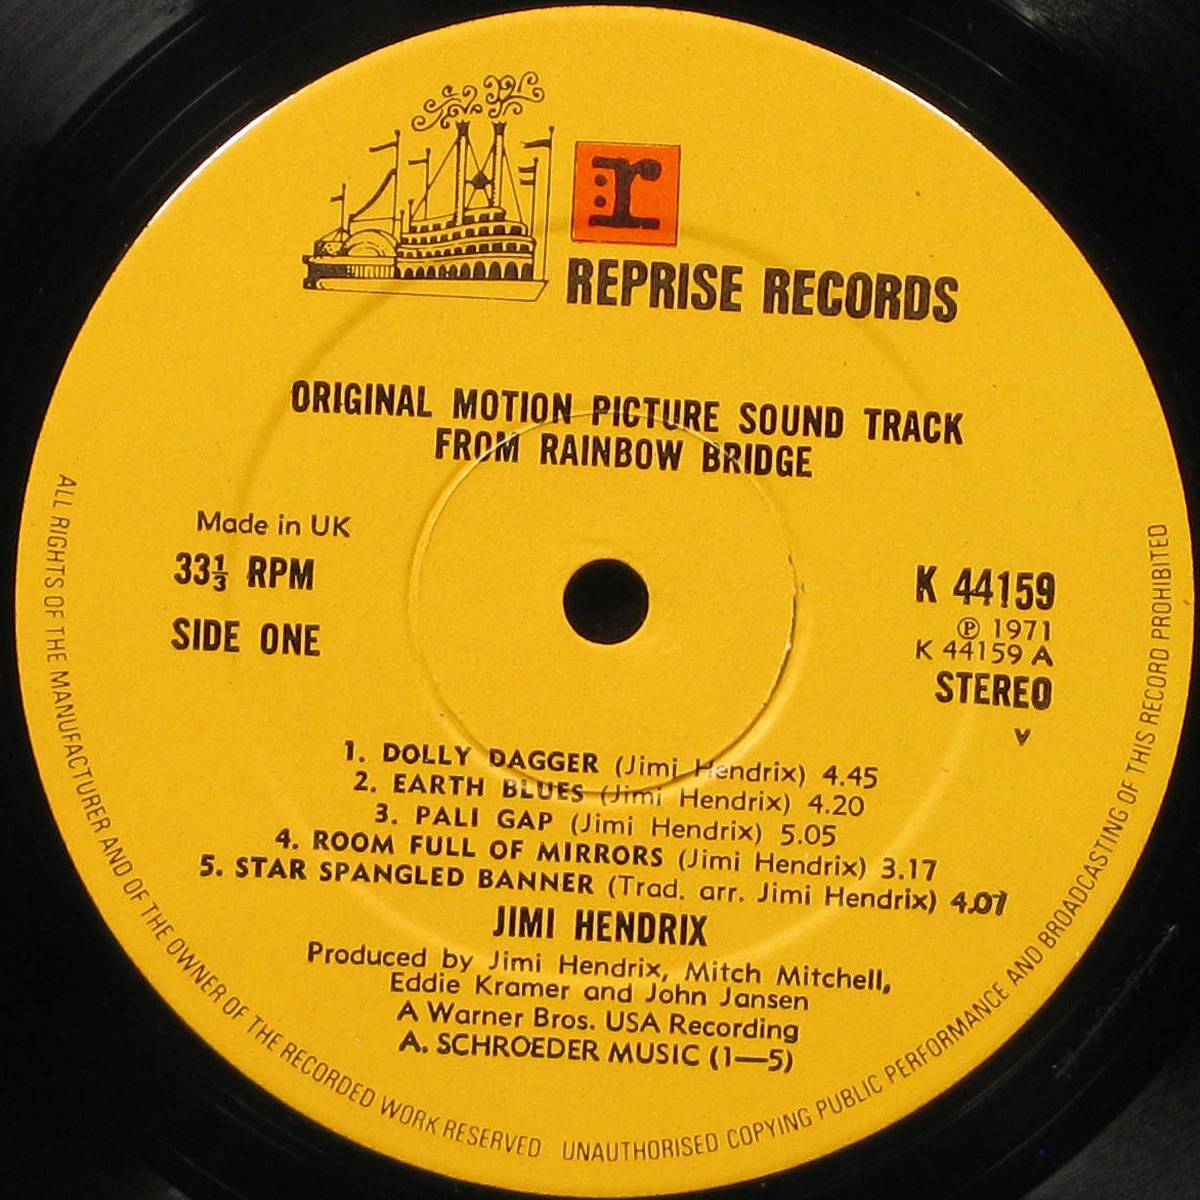 r
REPRISE RECORDS
ORIGINAL MOTION PICTURE SOUND TRACK
FROM RAINBOW BRIDGE
Made in UK
33⅓ RPM
SIDE ONE
K 44159
Ⓟ 1971
K 44159 A
STEREO
V
1. DOLLY DAGGER (Jimi Hendrix) 4.45
2. EARTH BLUES (Jimi Hendrix) 4.20
3. PALI GAP (Jimi Hendrix) 5.05
4. ROOM FULL OF MIRRORS (Jimi Hendrix) 3.17
5. STAR SPANGLED BANNER (Trad. arr. Jimi Hendrix) 4.07
JIMI HENDRIX
Produced by Jimi Hendrix, Mitch Mitchell,
Eddie Kramer and John Jansen
A Warner Bros. USA Recording
A. SCHROEDER MUSIC (1—5)
ALL RIGHTS OF THE MANUFACTURER AND OF THE OWNER OF THE RECORDED WORK RESERVED UNAUTHORISED COPYING PUBLIC PERFORMANCE AND BROADCASTING OF THIS RECORD PROHIBITED